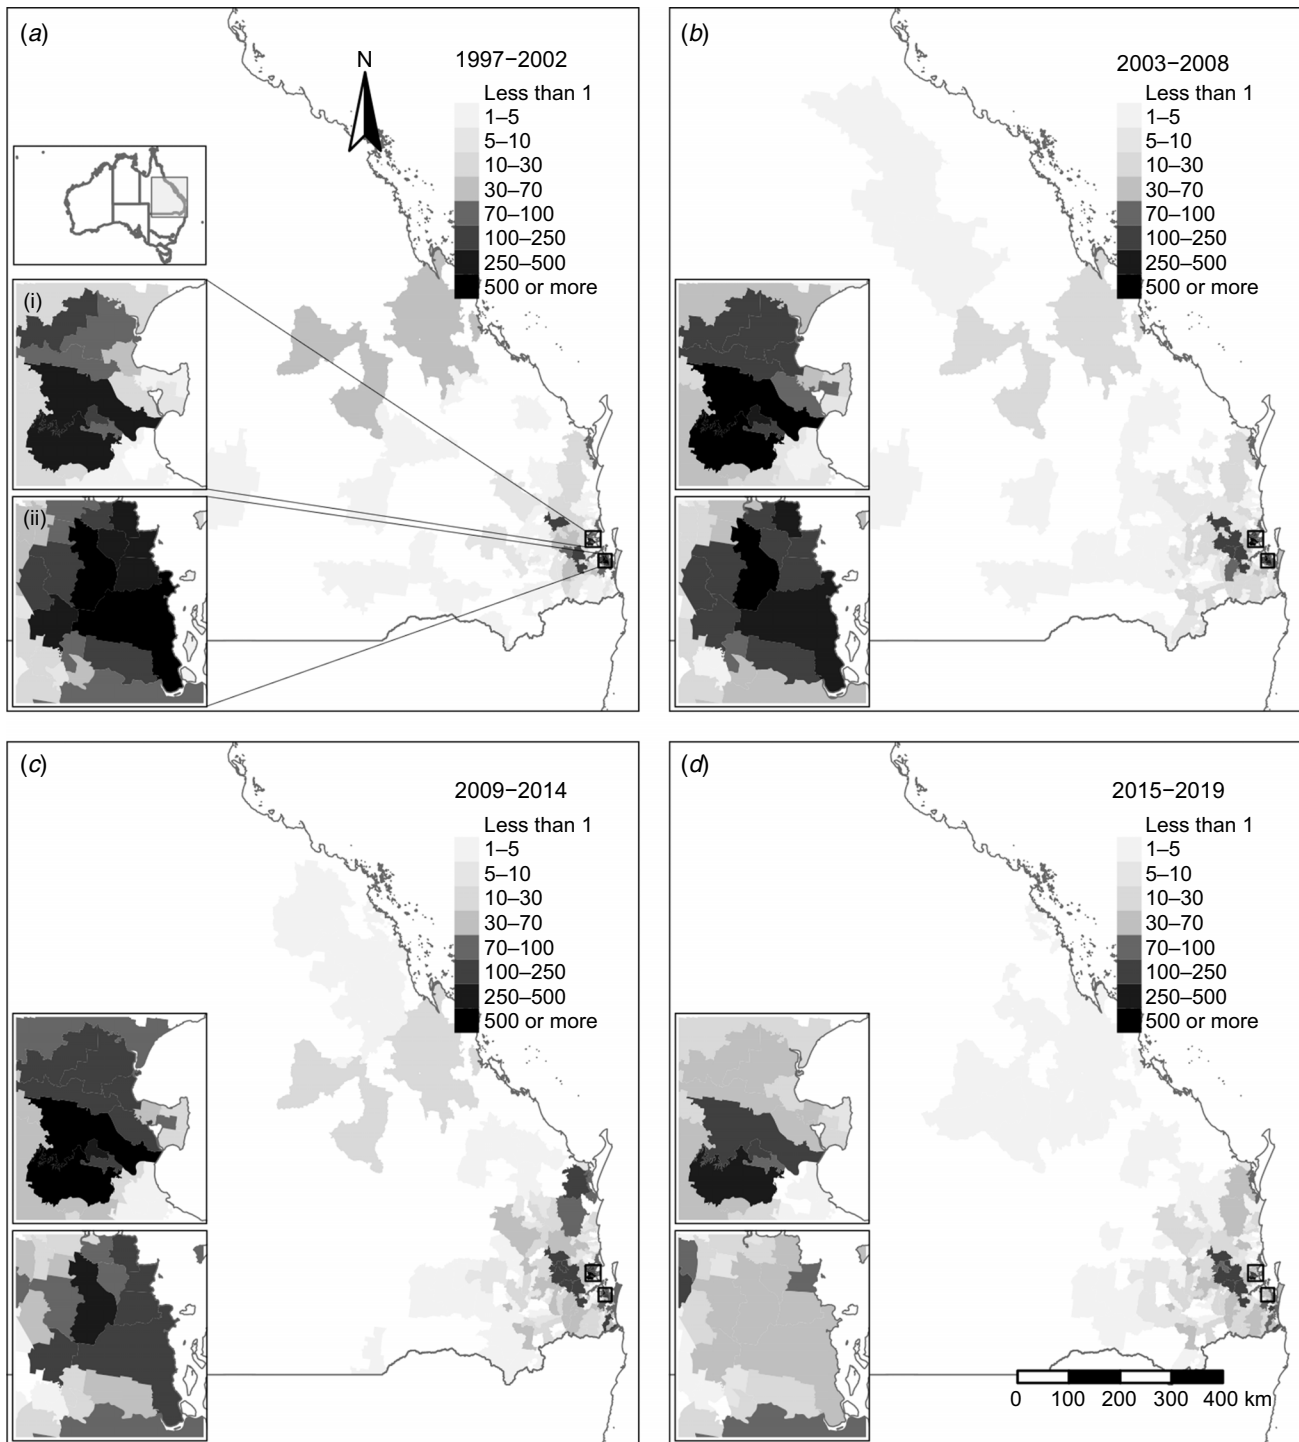 (a)
N
1997–2002
Less than 1
1–5
5–10
10–30
30–70
70–100
100–250
250–500
500 or more
(i)
(ii)
(b)
2003–2008
Less than 1
1–5
5–10
10–30
30–70
70–100
100–250
250–500
500 or more
(c)
2009–2014
Less than 1
1–5
5–10
10–30
30–70
70–100
100–250
250–500
500 or more
(d)
2015–2019
Less than 1
1–5
5–10
10–30
30–70
70–100
100–250
250–500
500 or more
0 100 200 300 400 km